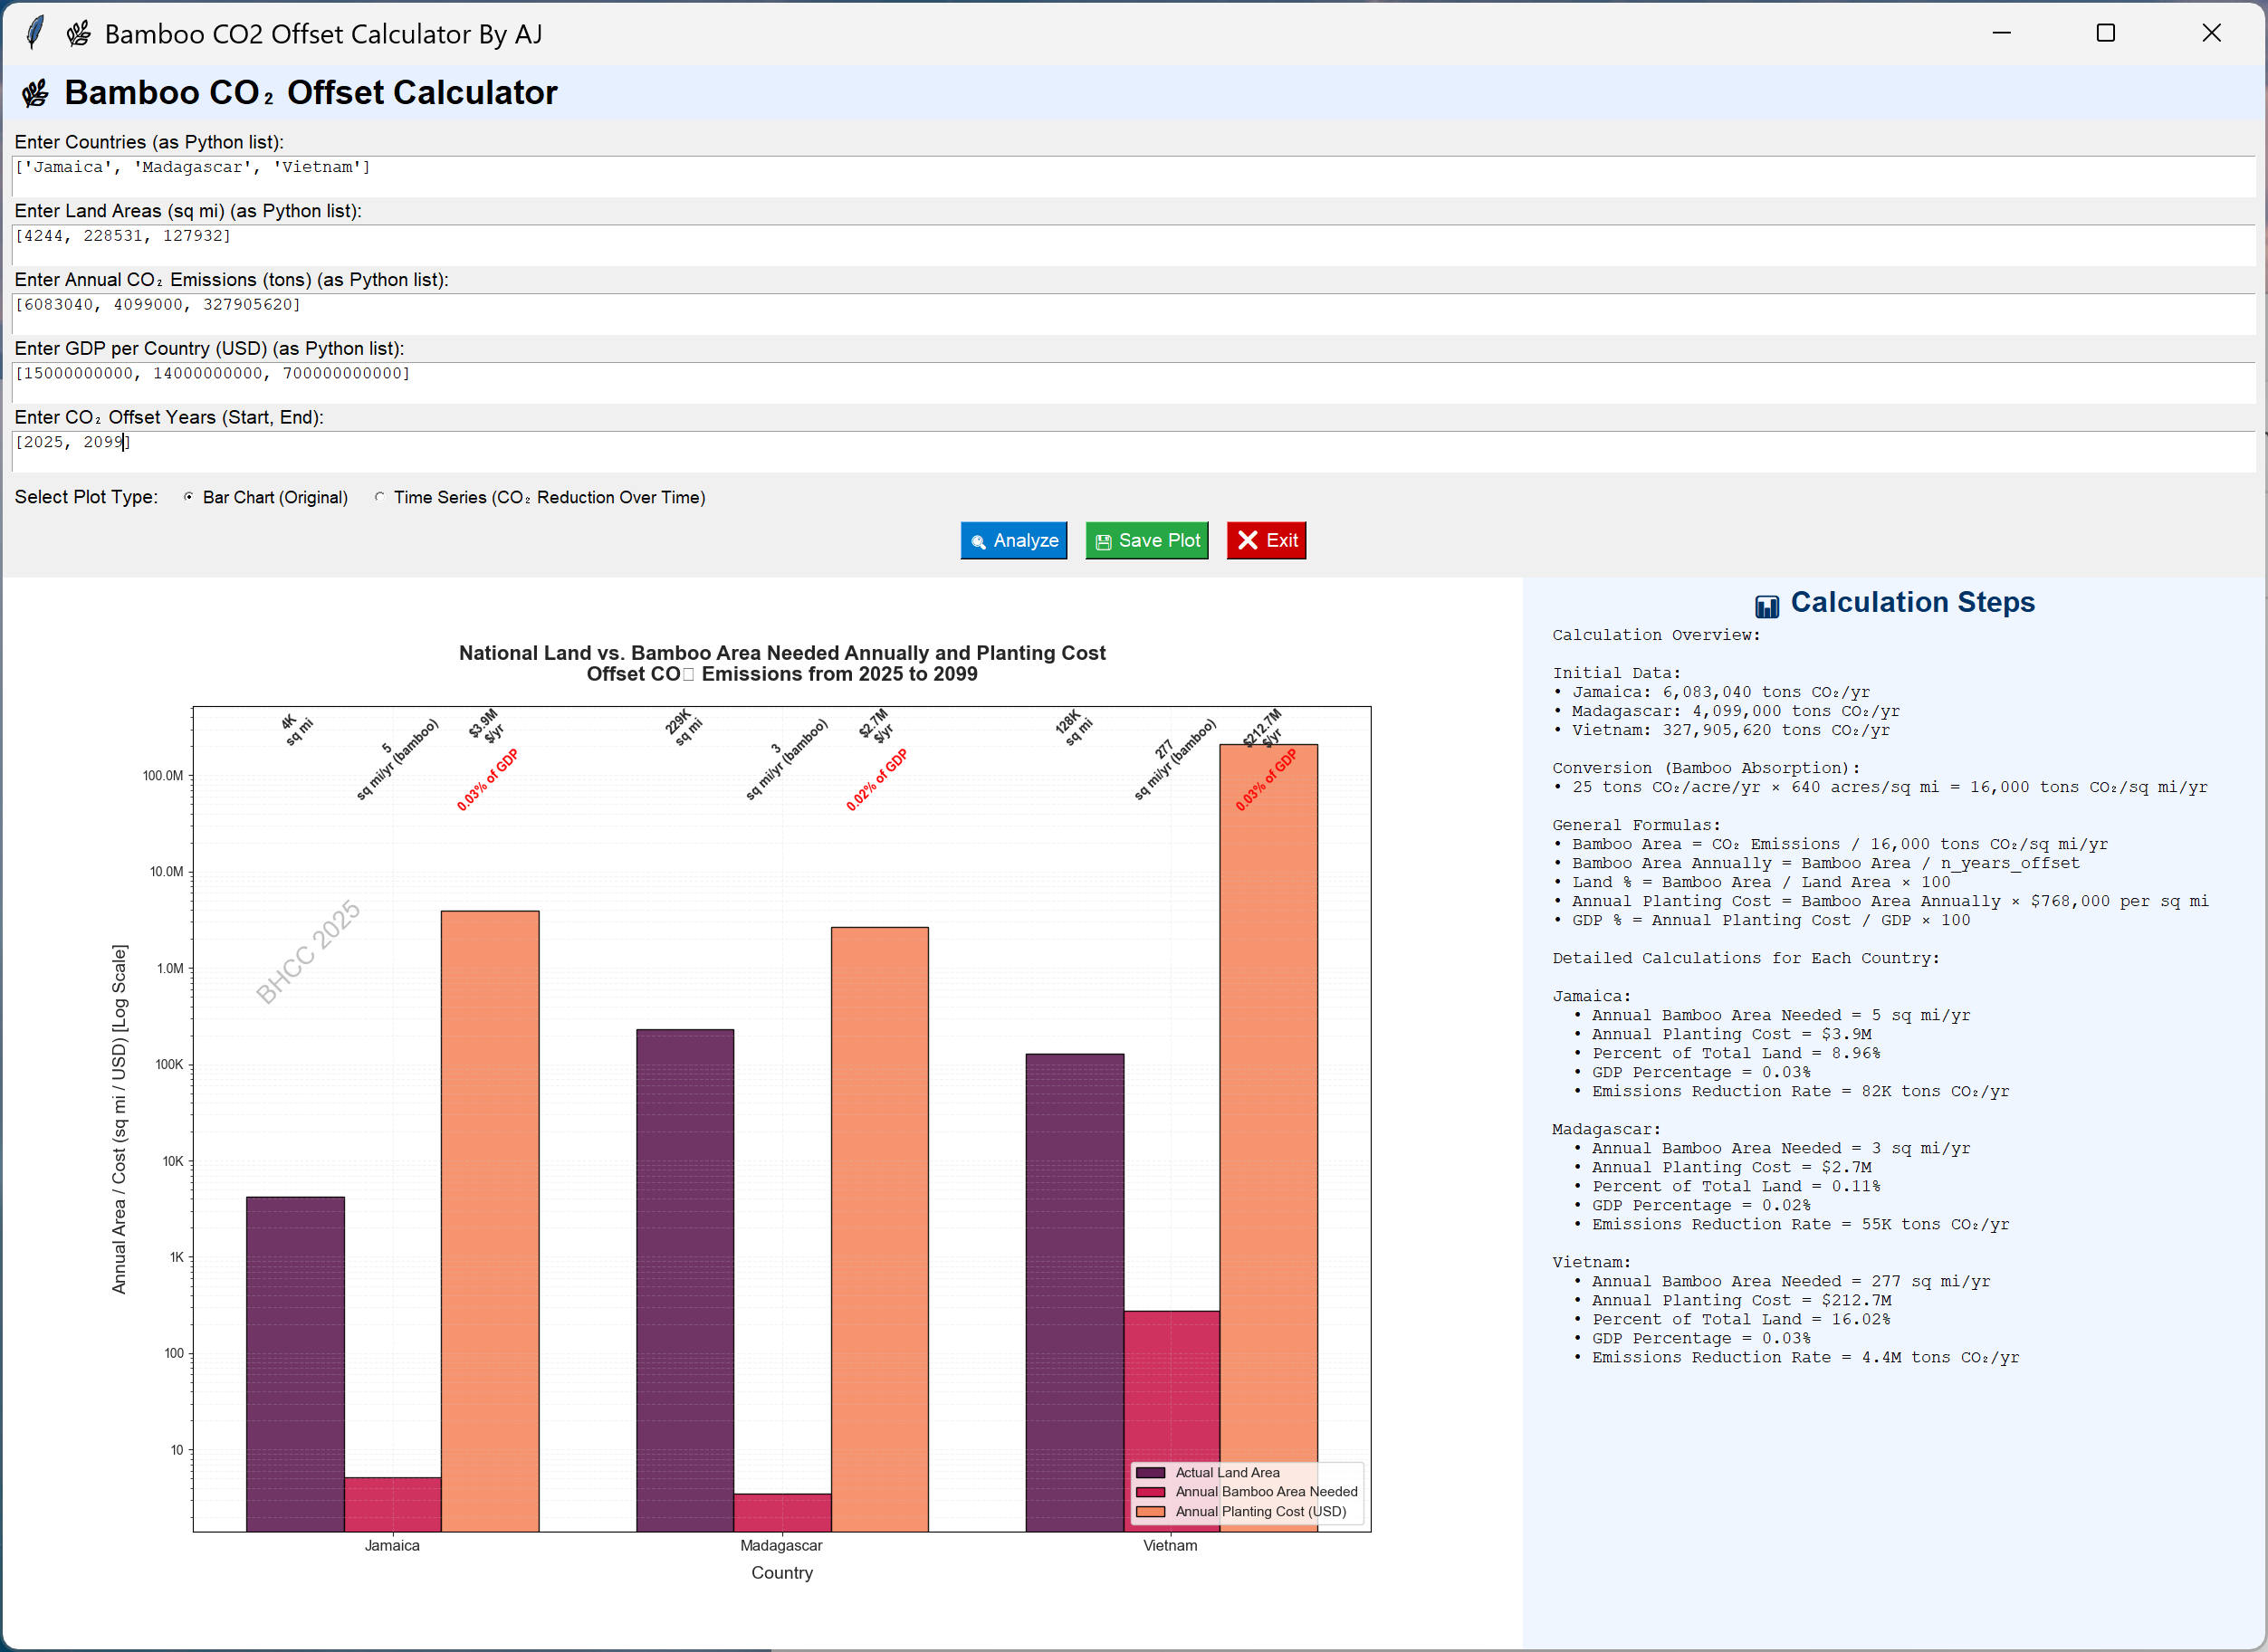 Bamboo CO2 Offset Calculator By AJ
Bamboo CO₂ Offset Calculator
Enter Countries (as Python list):
['Jamaica', 'Madagascar', 'Vietnam']
Enter Land Areas (sq mi) (as Python list):
[4244, 228531, 127932]
Enter Annual CO₂ Emissions (tons) (as Python list):
[6083040, 4099000, 327905620]
Enter GDP per Country (USD) (as Python list):
[15000000000, 14000000000, 700000000000]
Enter CO₂ Offset Years (Start, End):
[2025, 2099]
Select Plot Type: Bar Chart (Original) Time Series (CO₂ Reduction Over Time)
Analyze Save Plot Exit
National Land vs. Bamboo Area Needed Annually and Planting Cost
Offset CO□ Emissions from 2025 to 2099
4K
sq mi
5
sq mi/yr (bamboo)
$3.9M
$/yr
0.03% of GDP
229K
sq mi
3
sq mi/yr (bamboo)
$2.7M
$/yr
0.02% of GDP
128K
sq mi
277
sq mi/yr (bamboo)
$212.7M
$/yr
0.03% of GDP
100.0M
10.0M
1.0M
100K
10K
1K
100
10
Annual Area / Cost (sq mi / USD) [Log Scale]
BHCC 2025
Actual Land Area
Annual Bamboo Area Needed
Annual Planting Cost (USD)
Jamaica
Madagascar
Vietnam
Country
Calculation Steps
Calculation Overview:
Initial Data:
• Jamaica: 6,083,040 tons CO₂/yr
• Madagascar: 4,099,000 tons CO₂/yr
• Vietnam: 327,905,620 tons CO₂/yr
Conversion (Bamboo Absorption):
• 25 tons CO₂/acre/yr × 640 acres/sq mi = 16,000 tons CO₂/sq mi/yr
General Formulas:
• Bamboo Area = CO₂ Emissions / 16,000 tons CO₂/sq mi/yr
• Bamboo Area Annually = Bamboo Area / n_years_offset
• Land % = Bamboo Area / Land Area × 100
• Annual Planting Cost = Bamboo Area Annually × $768,000 per sq mi
• GDP % = Annual Planting Cost / GDP × 100
Detailed Calculations for Each Country:
Jamaica:
• Annual Bamboo Area Needed = 5 sq mi/yr
• Annual Planting Cost = $3.9M
• Percent of Total Land = 8.96%
• GDP Percentage = 0.03%
• Emissions Reduction Rate = 82K tons CO₂/yr
Madagascar:
• Annual Bamboo Area Needed = 3 sq mi/yr
• Annual Planting Cost = $2.7M
• Percent of Total Land = 0.11%
• GDP Percentage = 0.02%
• Emissions Reduction Rate = 55K tons CO₂/yr
Vietnam:
• Annual Bamboo Area Needed = 277 sq mi/yr
• Annual Planting Cost = $212.7M
• Percent of Total Land = 16.02%
• GDP Percentage = 0.03%
• Emissions Reduction Rate = 4.4M tons CO₂/yr